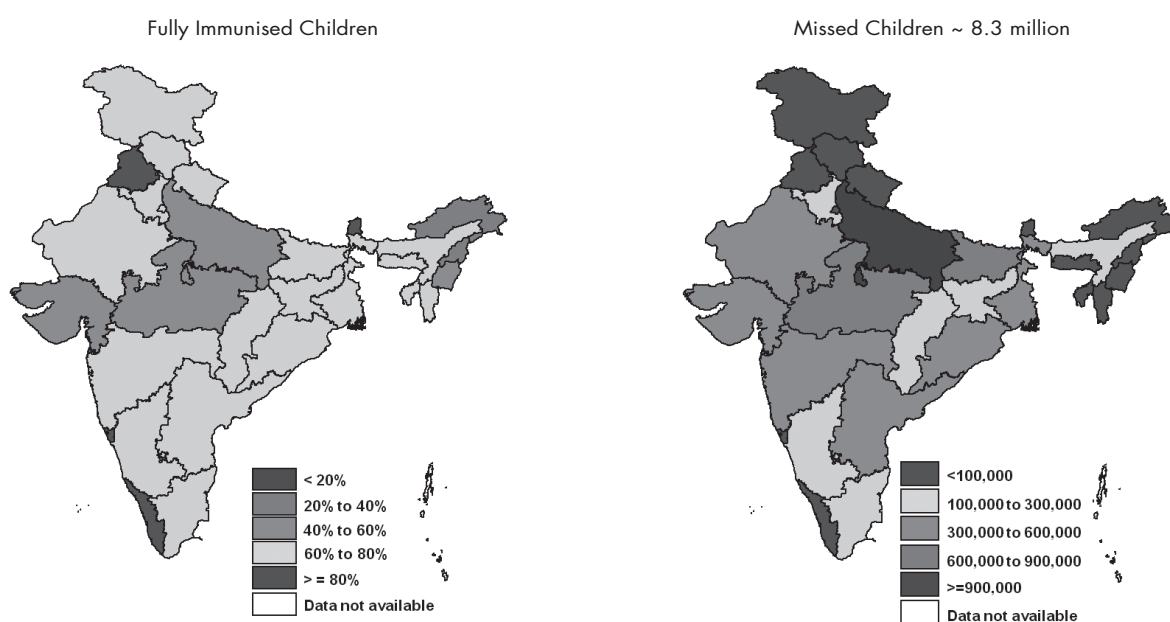 Fully Immunised Children
< 20%
20% to 40%
40% to 60%
60% to 80%
> = 80%
Data not available
Missed Children ~ 8.3 million
<100,000
100,000 to 300,000
300,000 to 600,000
600,000 to 900,000
>=900,000
Data not available